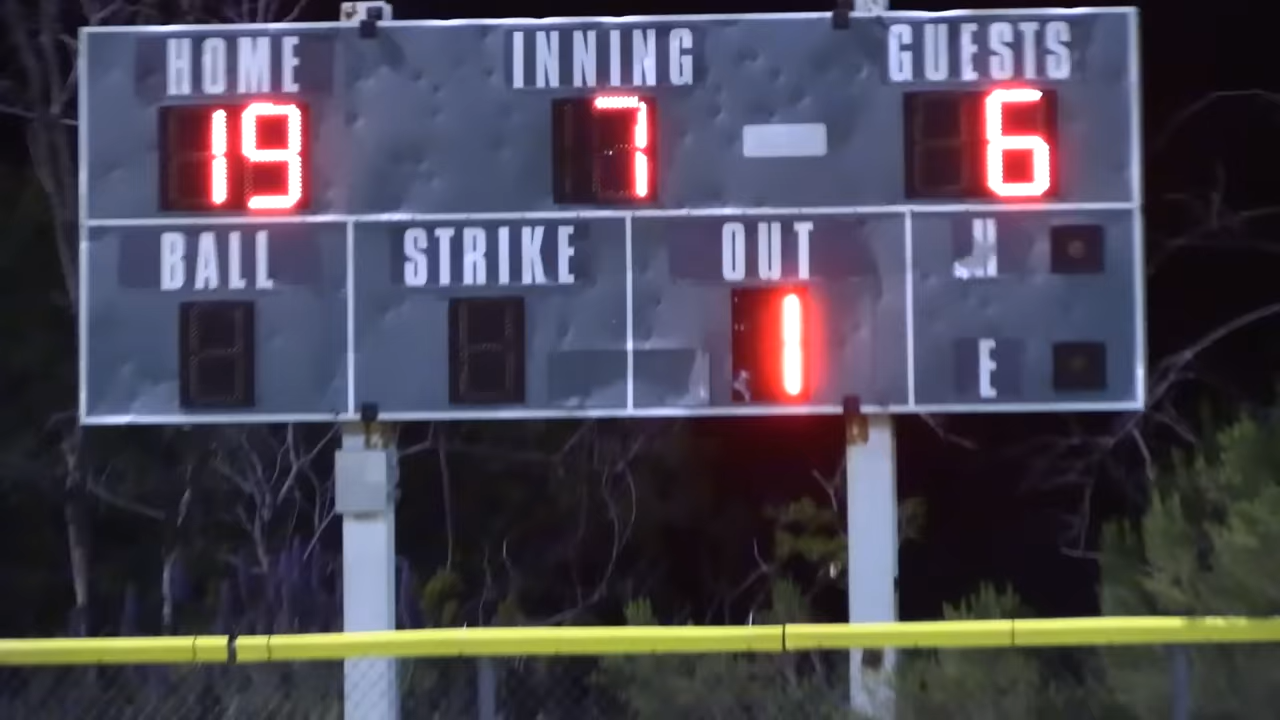 HOME INNING GUESTS
19 7 6
BALL STRIKE OUT H
1
E